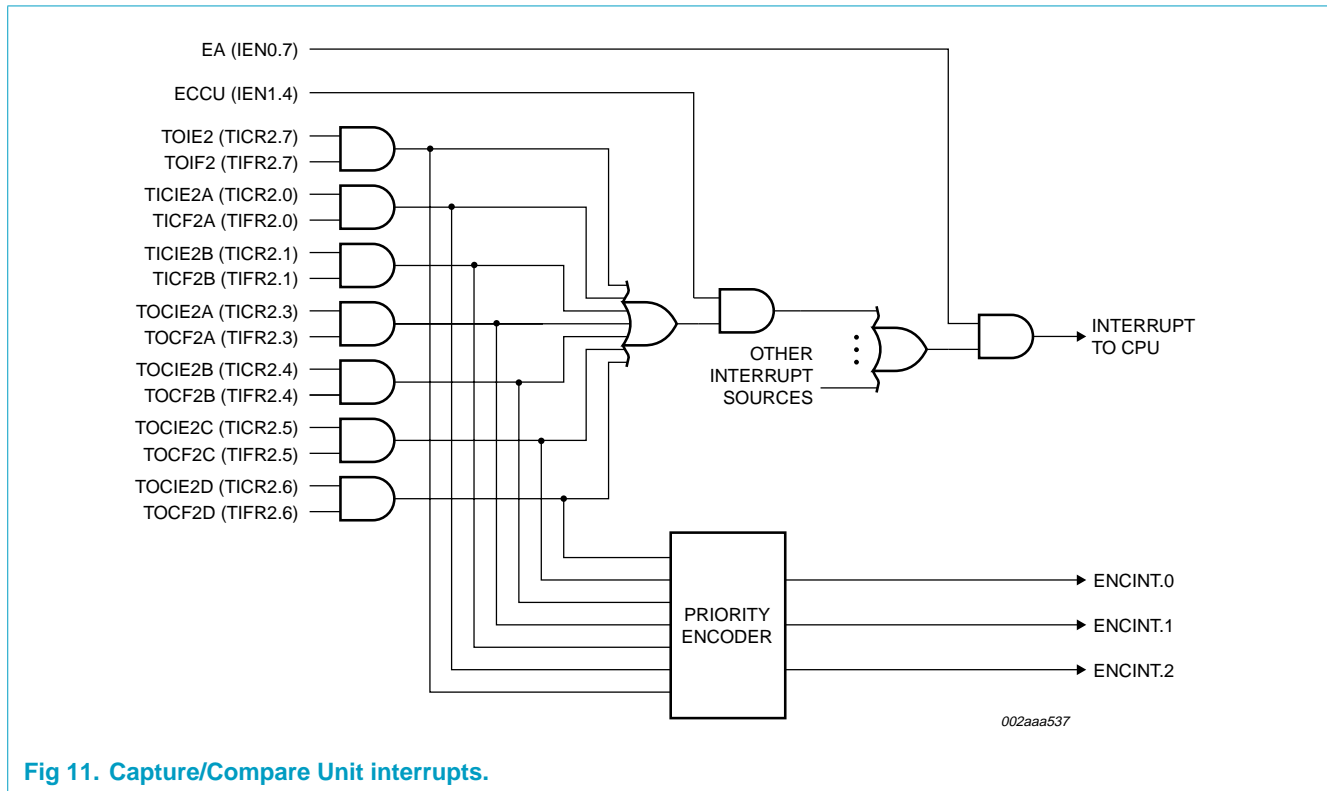 EA (IEN0.7)
ECCU (IEN1.4)
TOIE2 (TICR2.7)
TOIF2 (TIFR2.7)
TICIE2A (TICR2.0)
TICF2A (TIFR2.0)
TICIE2B (TICR2.1)
TICF2B (TIFR2.1)
TOCIE2A (TICR2.3)
TOCF2A (TIFR2.3)
TOCIE2B (TICR2.4)
TOCF2B (TIFR2.4)
TOCIE2C (TICR2.5)
TOCF2C (TIFR2.5)
TOCIE2D (TICR2.6)
TOCF2D (TIFR2.6)
OTHER
INTERRUPT
SOURCES
INTERRUPT
TO CPU
PRIORITY
ENCODER
ENCINT.0
ENCINT.1
ENCINT.2
002aaa537
Fig 11. Capture/Compare Unit interrupts.